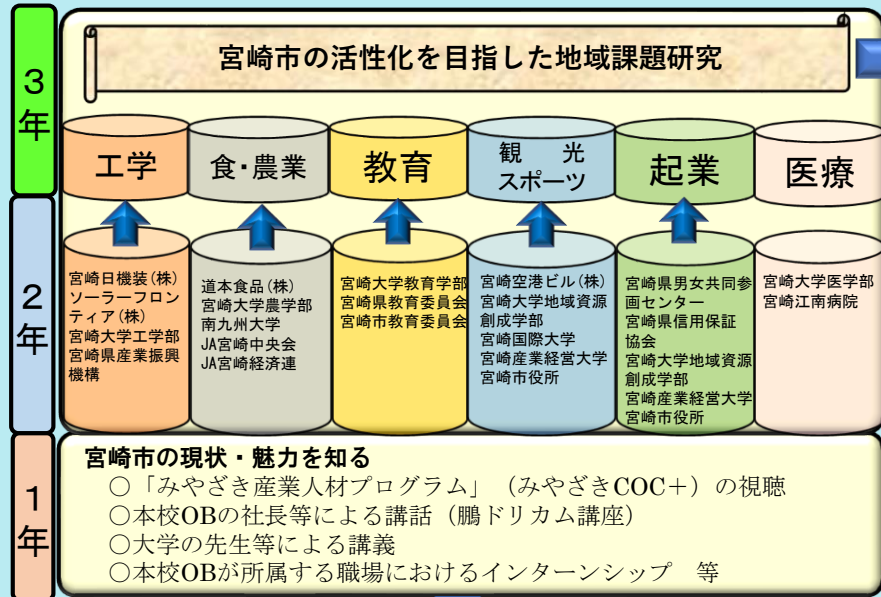 3年
宮崎市の活性化を目指した地域課題研究
工学
食・農業
教育
観 光
スポーツ
起業
医療
2年
宮崎日機装(株)
ソーラーフロン
ティア(株)
宮崎大学工学部
宮崎県産業振興
機構
道本食品(株)
宮崎大学農学部
南九州大学
JA宮崎中央会
JA宮崎経済連
宮崎大学教育学部
宮崎県教育委員会
宮崎市教育委員会
宮崎空港ビル(株)
宮崎大学地域資源
創成学部
宮崎国際大学
宮崎産業経営大学
宮崎市役所
宮崎県男女共同参
画センター
宮崎県信用保証
協会
宮崎大学地域資源
創成学部
宮崎産業経営大学
宮崎市役所
宮崎大学医学部
宮崎江南病院
1年
宮崎市の現状・魅力を知る
○「みやざき産業人材プログラム」（みやざきCOC＋）の視聴
○本校OBの社長等による講話（鵬ドリカム講座）
○大学の先生等による講義
○本校OBが所属する職場におけるインターンシップ　等